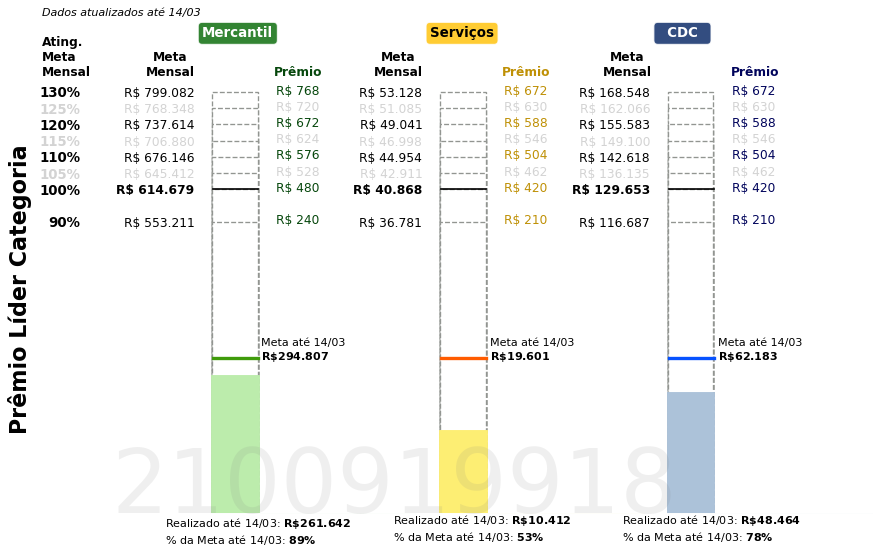 Dados atualizados até 14/03
Mercantil Serviços CDC
Ating.
Meta Meta Meta Meta
Mensal Mensal Prêmio Mensal Prêmio Mensal Prêmio
130% R$ 799.082 R$ 768 R$ 53.128 R$ 672 R$ 168.548 R$ 672
125% R$ 768.348 R$ 720 R$ 51.085 R$ 630 R$ 162.066 R$ 630
120% R$ 737.614 R$ 672 R$ 49.041 R$ 588 R$ 155.583 R$ 588
115% R$ 706.880 R$ 624 R$ 46.998 R$ 546 R$ 149.100 R$ 546
110% R$ 676.146 R$ 576 R$ 44.954 R$ 504 R$ 142.618 R$ 504
105% R$ 645.412 R$ 528 R$ 42.911 R$ 462 R$ 136.135 R$ 462
100% R$ 614.679 R$ 480 R$ 40.868 R$ 420 R$ 129.653 R$ 420
90% R$ 553.211 R$ 240 R$ 36.781 R$ 210 R$ 116.687 R$ 210
Prêmio Líder Categoria
Meta até 14/03 Meta até 14/03 Meta até 14/03
R$294.807 R$19.601 R$62.183
2100919918
Realizado até 14/03: R$261.642 Realizado até 14/03: R$10.412 Realizado até 14/03: R$48.464
% da Meta até 14/03: 89% % da Meta até 14/03: 53% % da Meta até 14/03: 78%